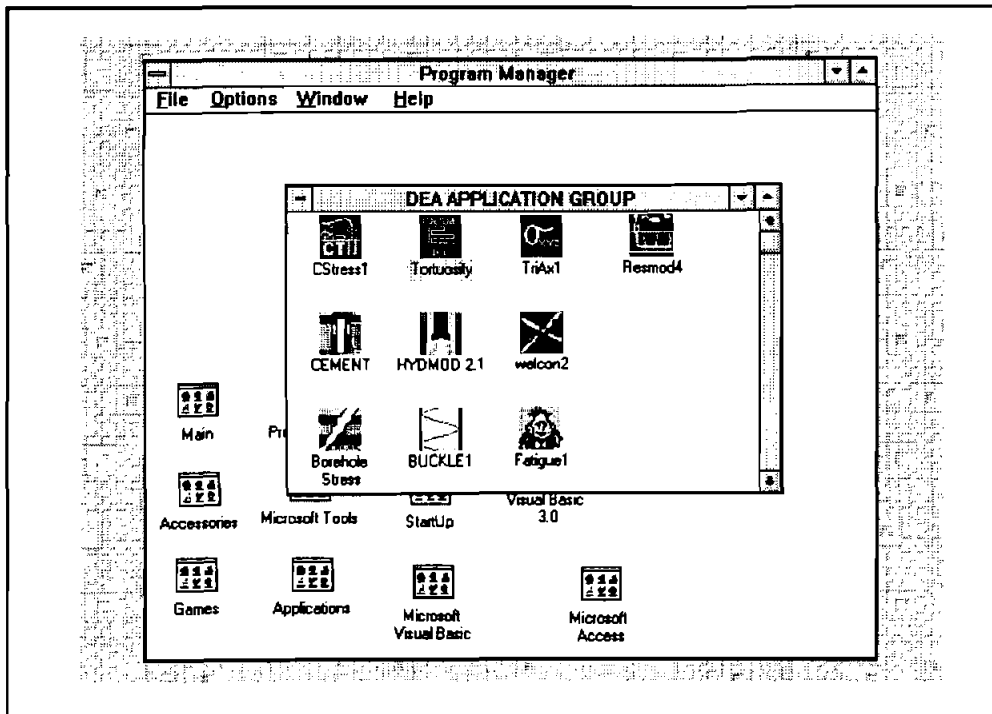 Program Manager
File Options Window Help
DEA APPLICATION GROUP
CTII
CStress1 Tortuosity TriAx1 Resmod4
CEMENT HYDMOD 2.1 welcon2
Borehole Stress BUCKLE1 Fatigue1
Main
Accessories Microsoft Tools StartUp Visual Basic 3.0
Games Applications Microsoft Visual Basic Microsoft Access